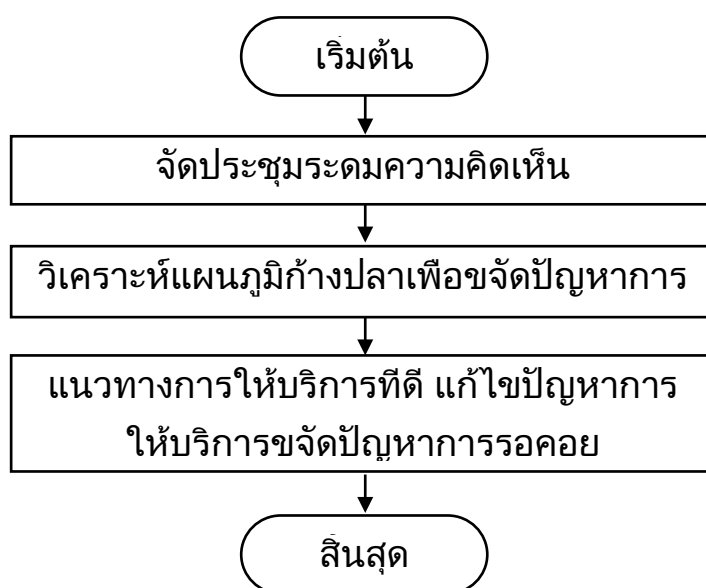 เริ่มต้น
จัดประชุมระดมความคิดเห็น
วิเคราะห์แผนภูมิก้างปลาเพื่อขจัดปัญหาการ
แนวทางการให้บริการที่ดี แก้ไขปัญหาการ
ให้บริการขจัดปัญหาการรอคอย
สิ้นสุด